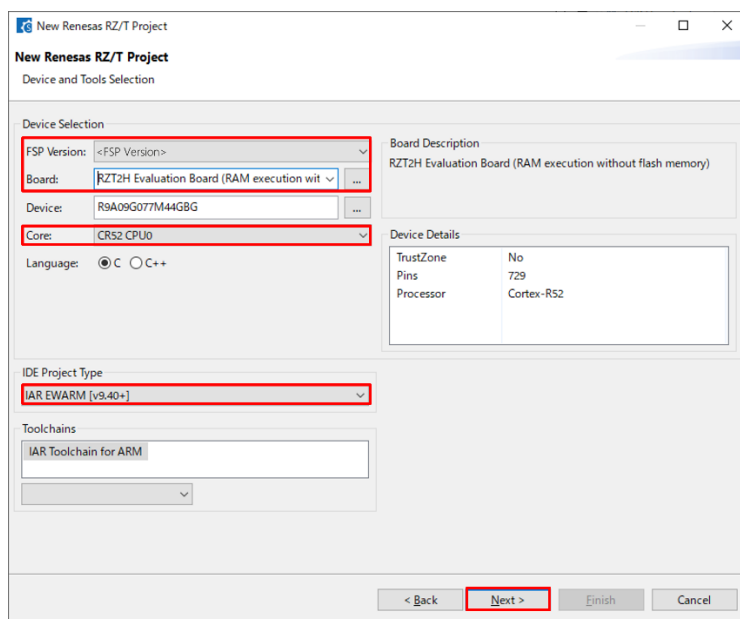 New Renesas RZ/T Project
New Renesas RZ/T Project
Device and Tools Selection
Device Selection
FSP Version: <FSP Version>
Board: RZT2H Evaluation Board (RAM execution wit
...
Device: R9A09G077M44GBG
...
Core: CR52 CPU0
Language: C C++
Board Description
RZT2H Evaluation Board (RAM execution without flash memory)
Device Details
TrustZone No
Pins 729
Processor Cortex-R52
IDE Project Type
IAR EWARM [v9.40+]
Toolchains
IAR Toolchain for ARM
< Back
Next >
Finish
Cancel